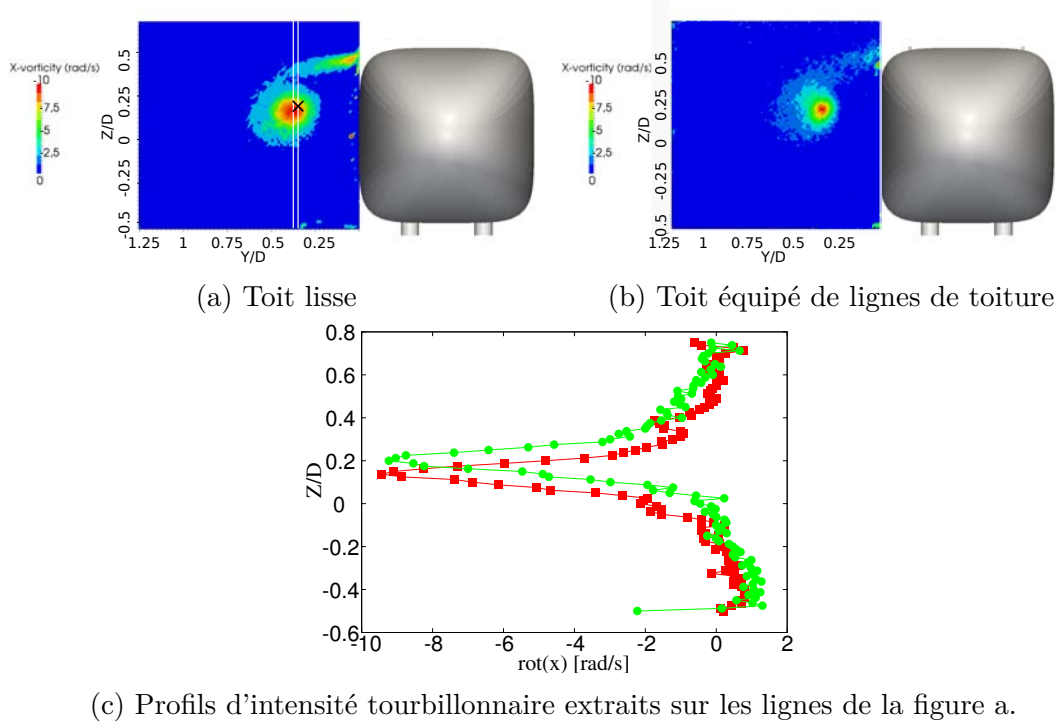 X-vorticity (rad/s)
-10
-7.5
-5
-2.5
0
Z/D
0.5
0.25
0
-0.25
-0.5
1.25 1 0.75 0.5 0.25
Y/D
(a) Toit lisse
X-vorticity (rad/s)
-10
-7.5
-5
-2.5
0
Z/D
0.5
0.25
0
-0.25
-0.5
1.25 1 0.75 0.5 0.25
Y/D
(b) Toit équipé de lignes de toiture
Z/D
0.8
0.6
0.4
0.2
0
-0.2
-0.4
-0.6
-10 -8 -6 -4 -2 0 2
rot(x) [rad/s]
(c) Profils d'intensité tourbillonnaire extraits sur les lignes de la figure a.